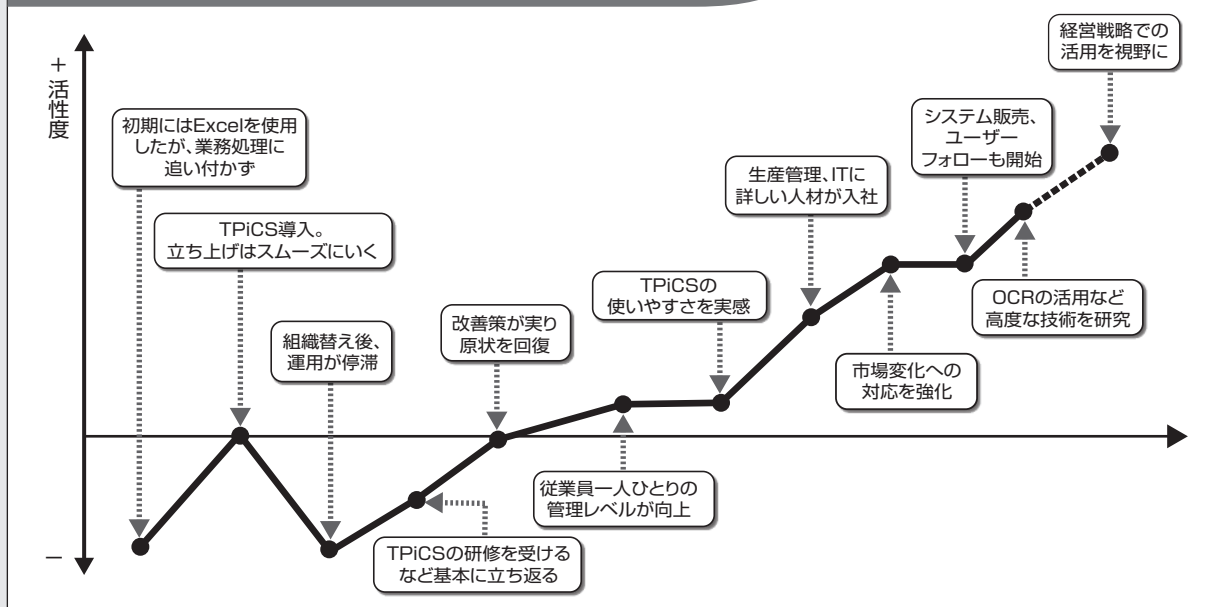 ＋
活性度
－
初期にはExcelを使用
したが、業務処理に
追い付かず
TPiCS導入。
立ち上げはスムーズにいく
組織替え後、
運用が停滞
TPiCSの研修を受ける
など基本に立ち返る
改善策が実り
原状を回復
従業員一人ひとりの
管理レベルが向上
TPiCSの
使いやすさを実感
生産管理、ITに
詳しい人材が入社
市場変化への
対応を強化
システム販売、
ユーザー
フォローも開始
OCRの活用など
高度な技術を研究
経営戦略での
活用を視野に